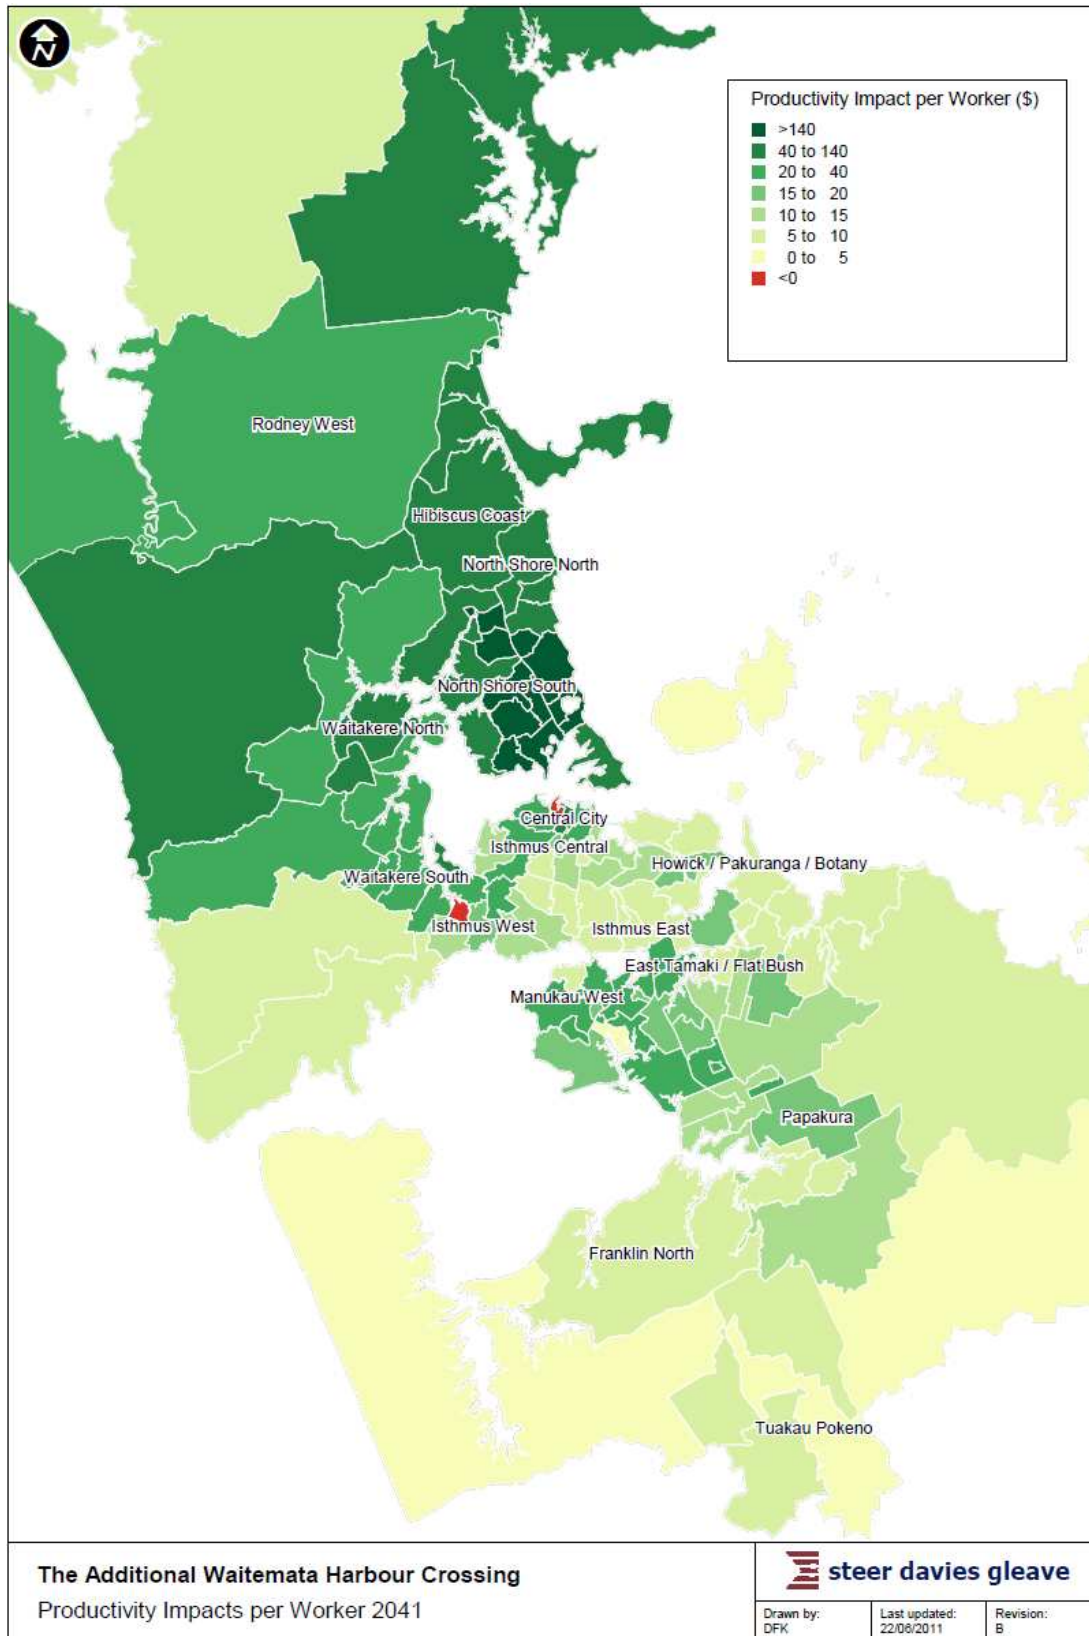 N
Productivity Impact per Worker ($)
>140
40 to 140
20 to 40
15 to 20
10 to 15
5 to 10
0 to 5
<0
Rodney West
Hibiscus Coast
North Shore North
North Shore South
Waitakere North
Central City
Isthmus Central
Howick / Pakuranga / Botany
Waitakere South
Isthmus West
Isthmus East
East Tamaki / Flat Bush
Manukau West
Papakura
Franklin North
Tuakau Pokeno
The Additional Waitemata Harbour Crossing
Productivity Impacts per Worker 2041
steer davies gleave
Drawn by:
DFK
Last updated:
22/06/2011
Revision:
B